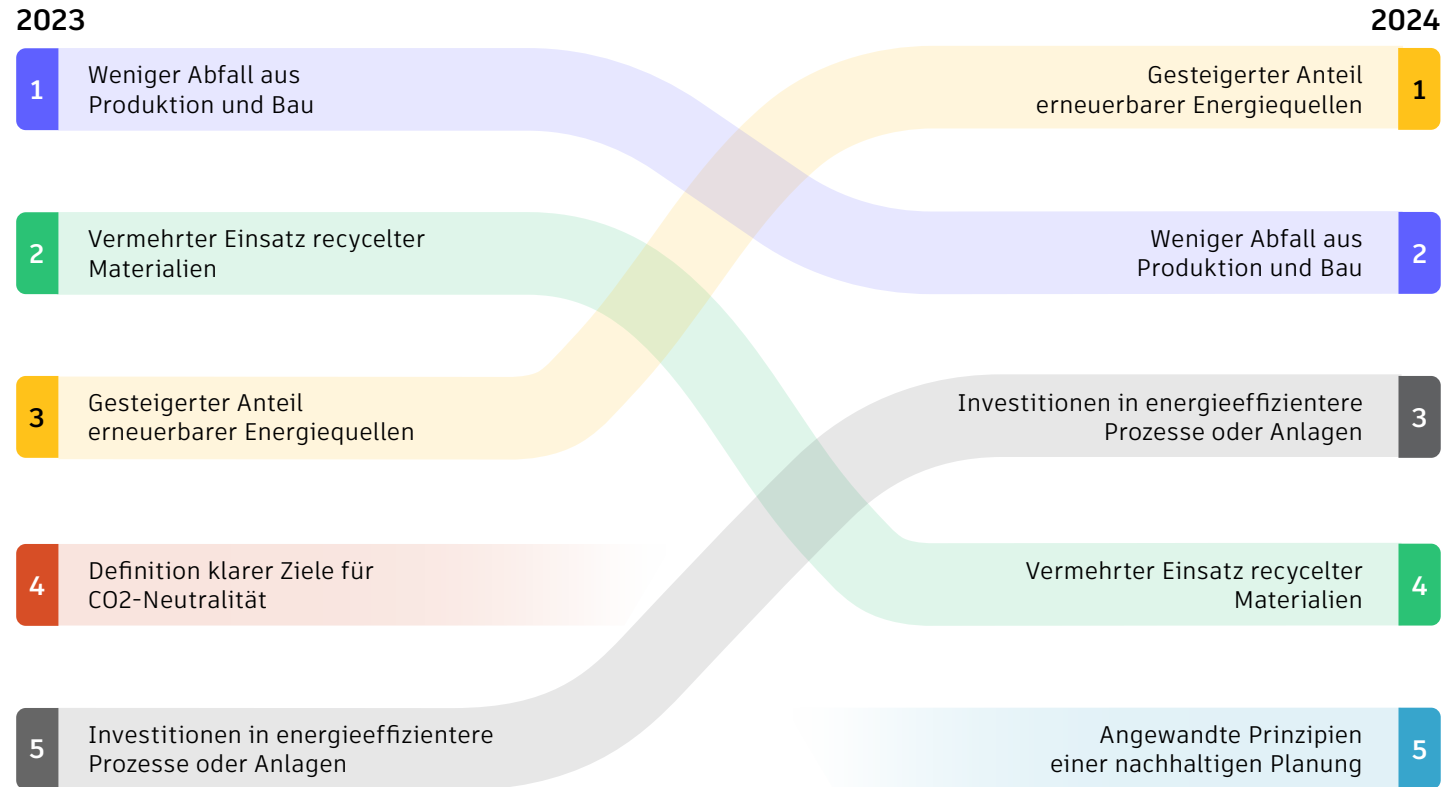 2023
2024
1
Weniger Abfall aus
Produktion und Bau
Gesteigerter Anteil
erneuerbarer Energiequellen
1
2
Vermehrter Einsatz recycelter
Materialien
Weniger Abfall aus
Produktion und Bau
2
3
Gesteigerter Anteil
erneuerbarer Energiequellen
Investitionen in energieeffizientere
Prozesse oder Anlagen
3
4
Definition klarer Ziele für
CO2-Neutralität
Vermehrter Einsatz recycelter
Materialien
4
5
Investitionen in energieeffizientere
Prozesse oder Anlagen
Angewandte Prinzipien
einer nachhaltigen Planung
5